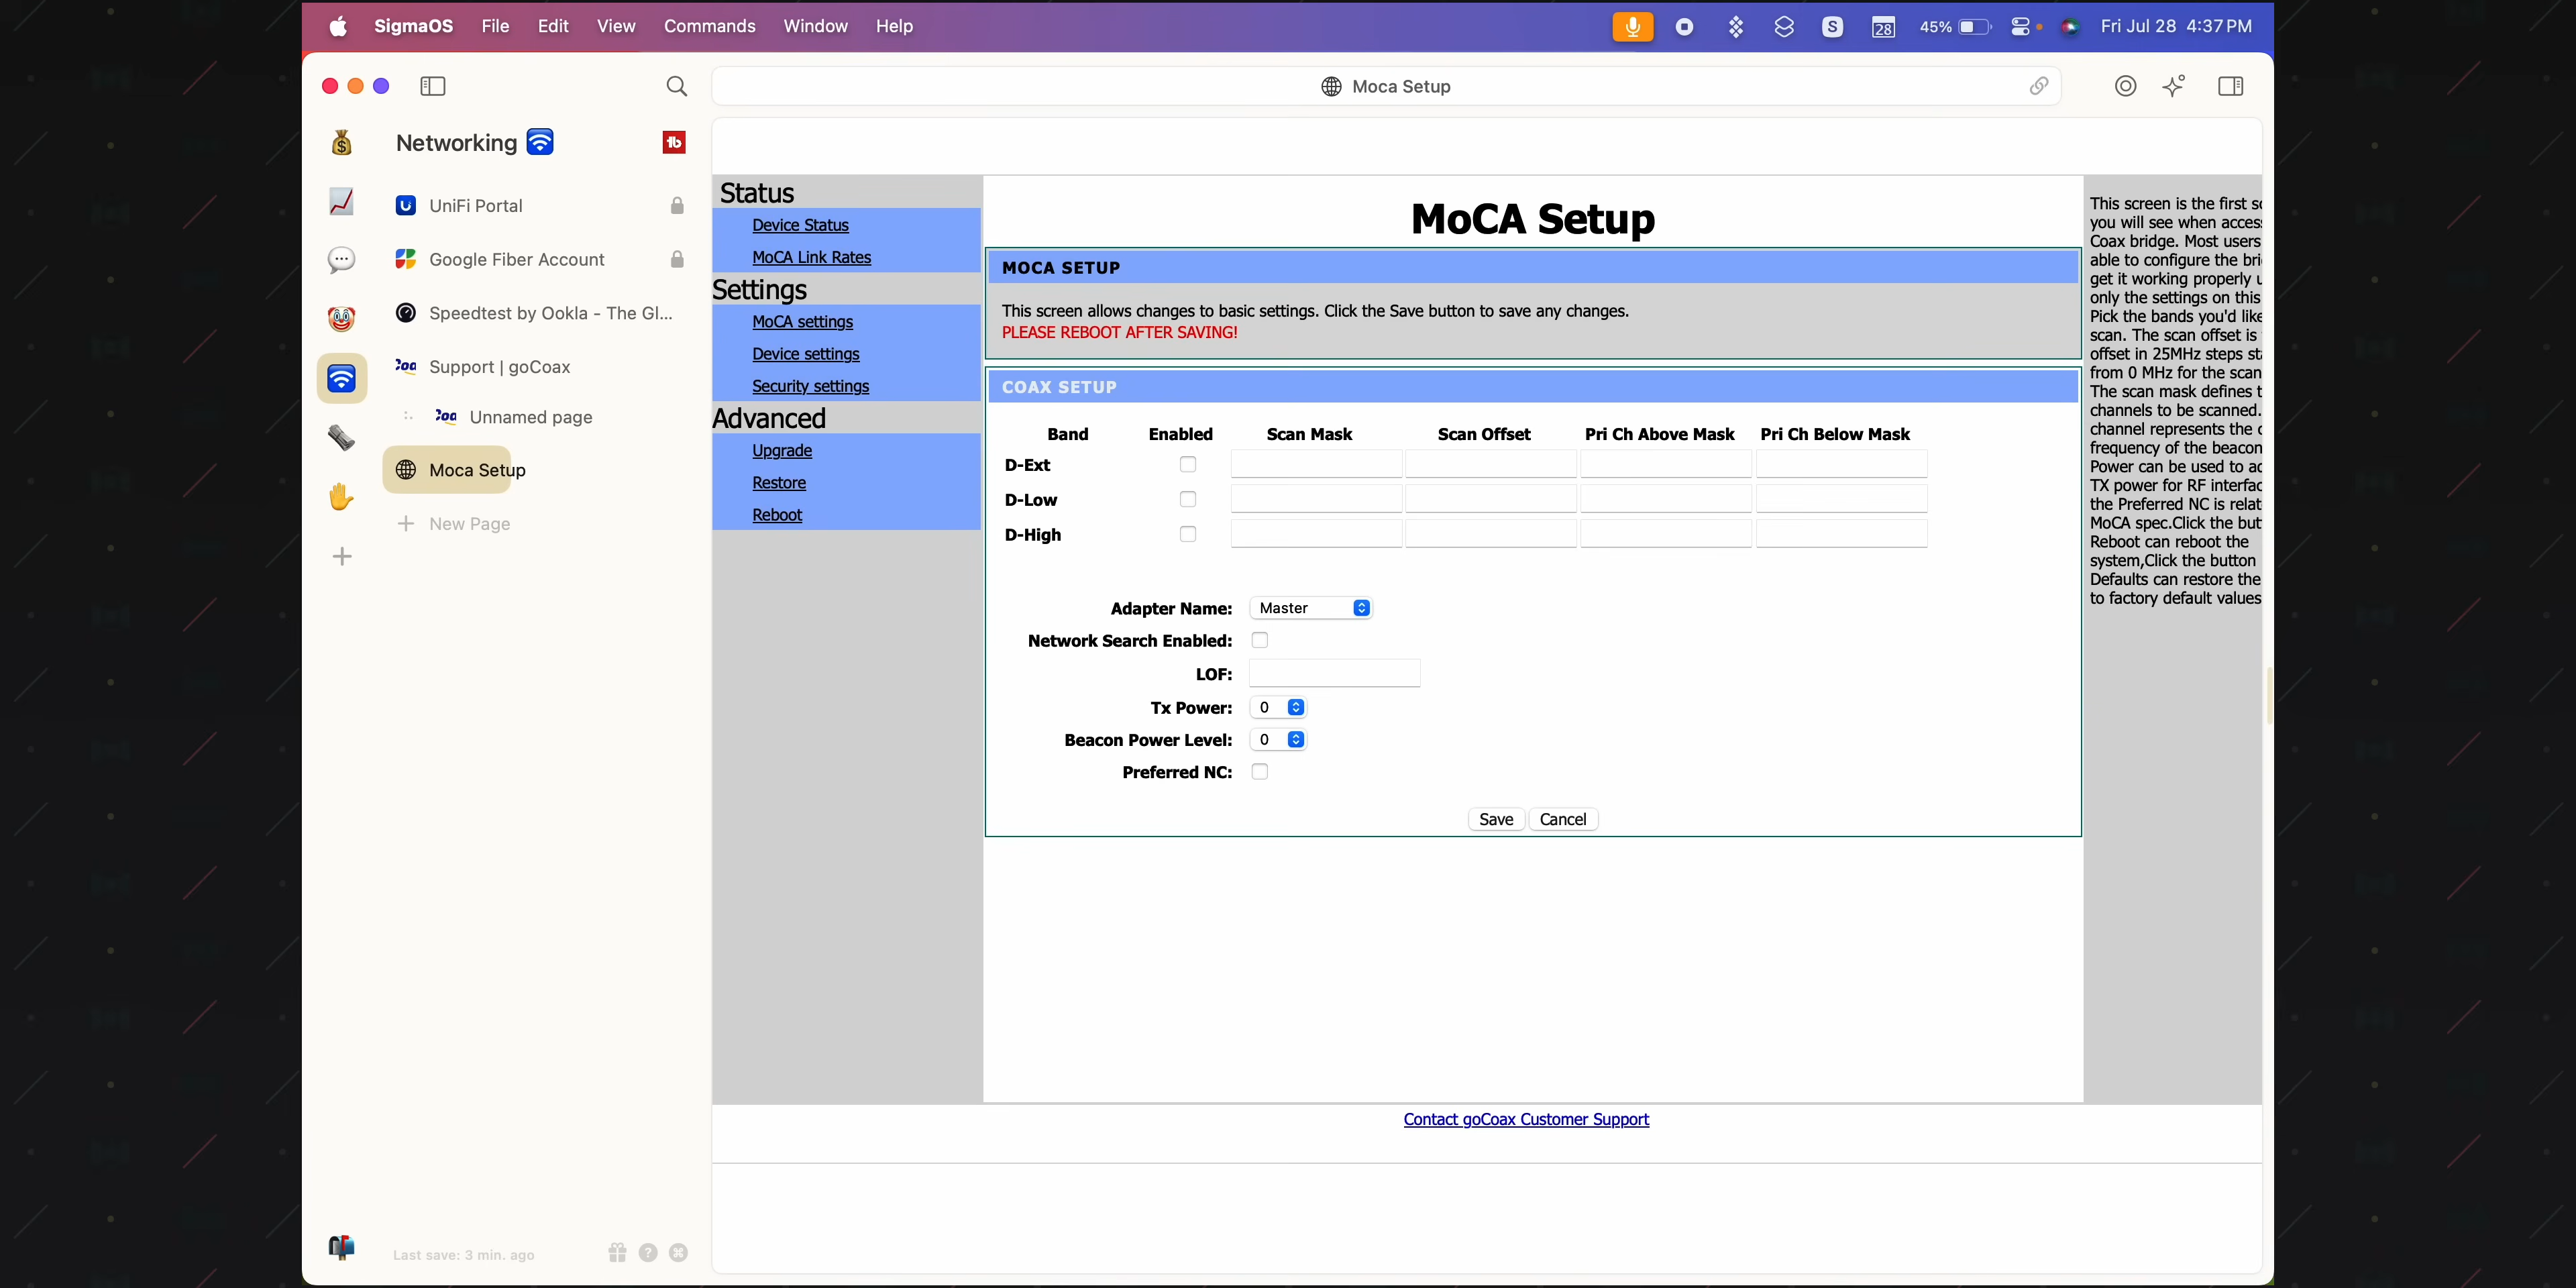 SigmaOS File Edit View Commands Window Help
S 28 45% Fri Jul 28 4:37 PM
Moca Setup
Networking
tb
UniFi Portal
Google Fiber Account
Speedtest by Ookla - The Gl...
Support | goCoax
Unnamed page
Moca Setup
New Page
Last save: 3 min. ago
Status
Device Status
MoCA Link Rates
Settings
MoCA settings
Device settings
Security settings
Advanced
Upgrade
Restore
Reboot
MoCA Setup
MOCA SETUP
This screen allows changes to basic settings. Click the Save button to save any changes.
PLEASE REBOOT AFTER SAVING!
COAX SETUP
Band Enabled Scan Mask Scan Offset Pri Ch Above Mask Pri Ch Below Mask
D-Ext
D-Low
D-High
Adapter Name: Master
Network Search Enabled:
LOF:
Tx Power: 0
Beacon Power Level: 0
Preferred NC:
Save Cancel
This screen is the first
you will see when
Coax bridge. Most users
able to configure the
get it working properly
only the settings on this
Pick the bands you'd like
scan. The scan offset is
offset in 25MHz steps
from 0 MHz for the scan
The scan mask defines
channels to be scanned.
channel represents the
frequency of the beacon
Power can be used to
TX power for RF
the Preferred NC is
MoCA spec.Click the
Reboot can reboot the
system,Click the button
Defaults can restore the
to factory default values
Contact goCoax Customer Support